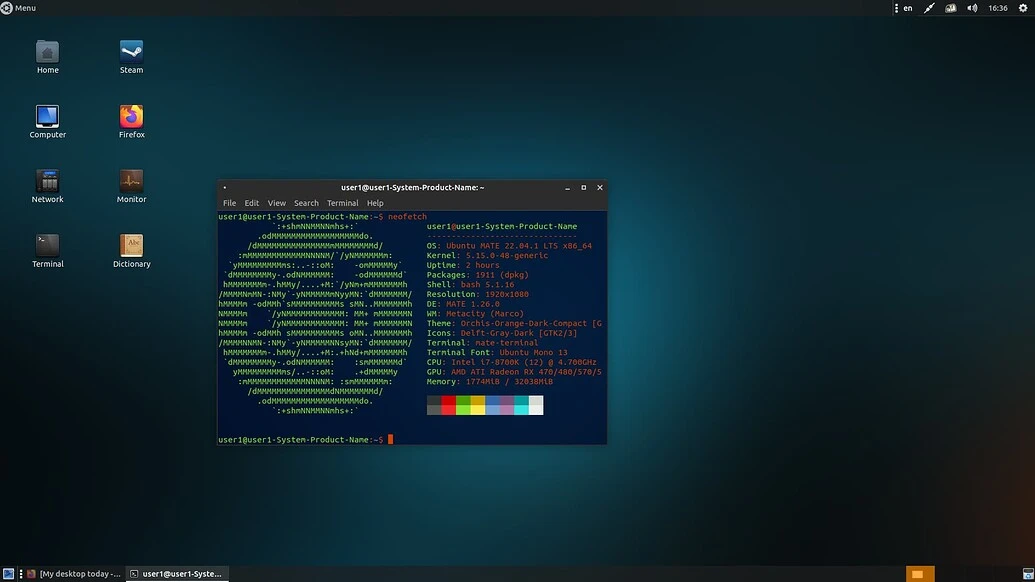 Menu
en
16:36
Home
Steam
Computer
Firefox
Network
Monitor
Terminal
Dictionary
user1@user1-System-Product-Name: ~
File Edit View Search Terminal Help
user1@user1-System-Product-Name:~$ neofetch
user1@user1-System-Product-Name
-------------------------------
OS: Ubuntu MATE 22.04.1 LTS x86_64
Kernel: 5.15.0-48-generic
Uptime: 2 hours
Packages: 1911 (dpkg)
Shell: bash 5.1.16
Resolution: 1920x1080
DE: MATE 1.26.0
WM: Metacity (Marco)
Theme: Orchis-Orange-Dark-Compact [G
Icons: Delft-Gray-Dark [GTK2/3]
Terminal: mate-terminal
Terminal Font: Ubuntu Mono 13
CPU: Intel i7-8700K (12) @ 4.700GHz
GPU: AMD ATI Radeon RX 470/480/570/5
Memory: 1774MiB / 32038MiB
user1@user1-System-Product-Name:~$
[My desktop today -...
user1@user1-Syste...